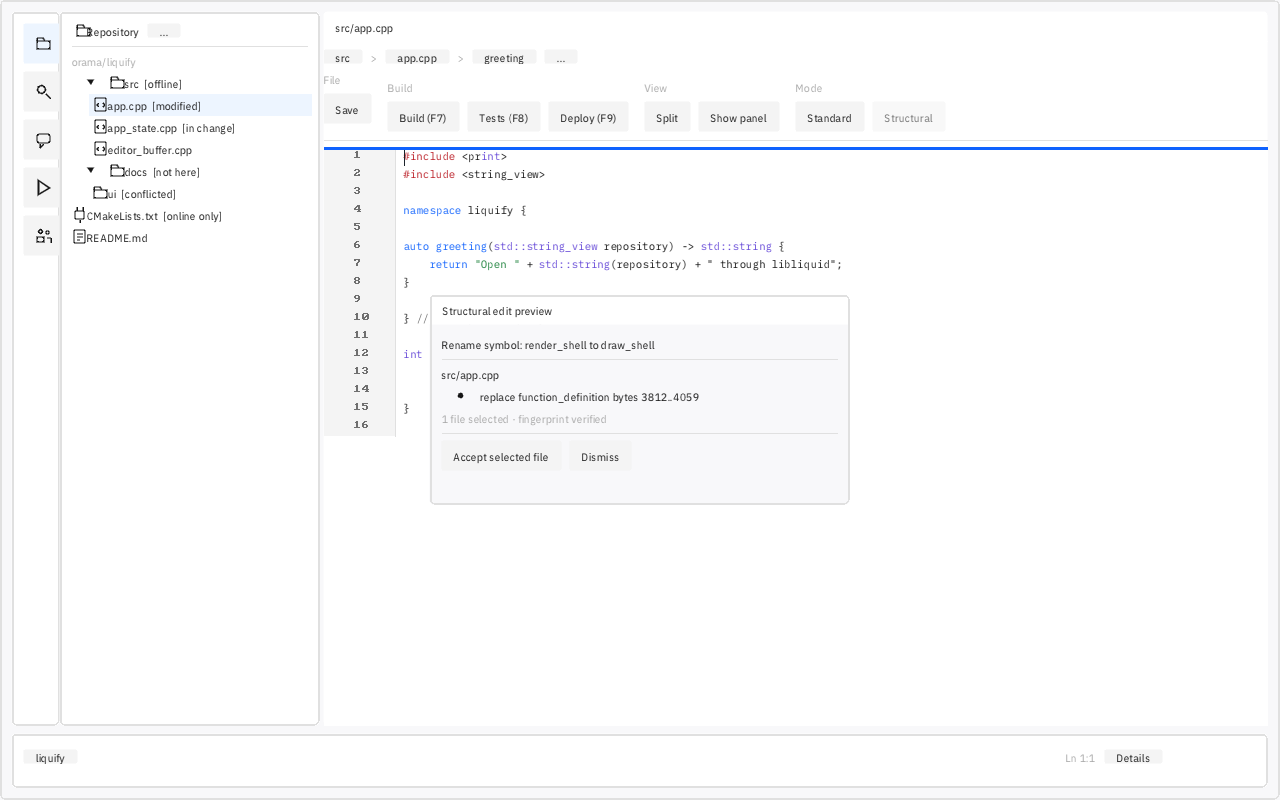 Repository ...
orama/liquify
src [offline]
app.cpp [modified]
app_state.cpp [in change]
editor_buffer.cpp
docs [not here]
ui [conflicted]
CMakeLists.txt [online only]
README.md
src/app.cpp
src > app.cpp > greeting ...
File Build View Mode
Save Build (F7) Tests (F8) Deploy (F9) Split Show panel Standard Structural
1 #include <print>
2 #include <string_view>
3
4 namespace liquify {
5
6 auto greeting(std::string_view repository) -> std::string {
7 return "Open " + std::string(repository) + " through libliquid";
8 }
9
10 } //
11
12 int
13
14
15 }
16
Structural edit preview
Rename symbol: render_shell to draw_shell
src/app.cpp
• replace function_definition bytes 3812..4059
1 file selected · fingerprint verified
Accept selected file Dismiss
liquify Ln 1:1 Details